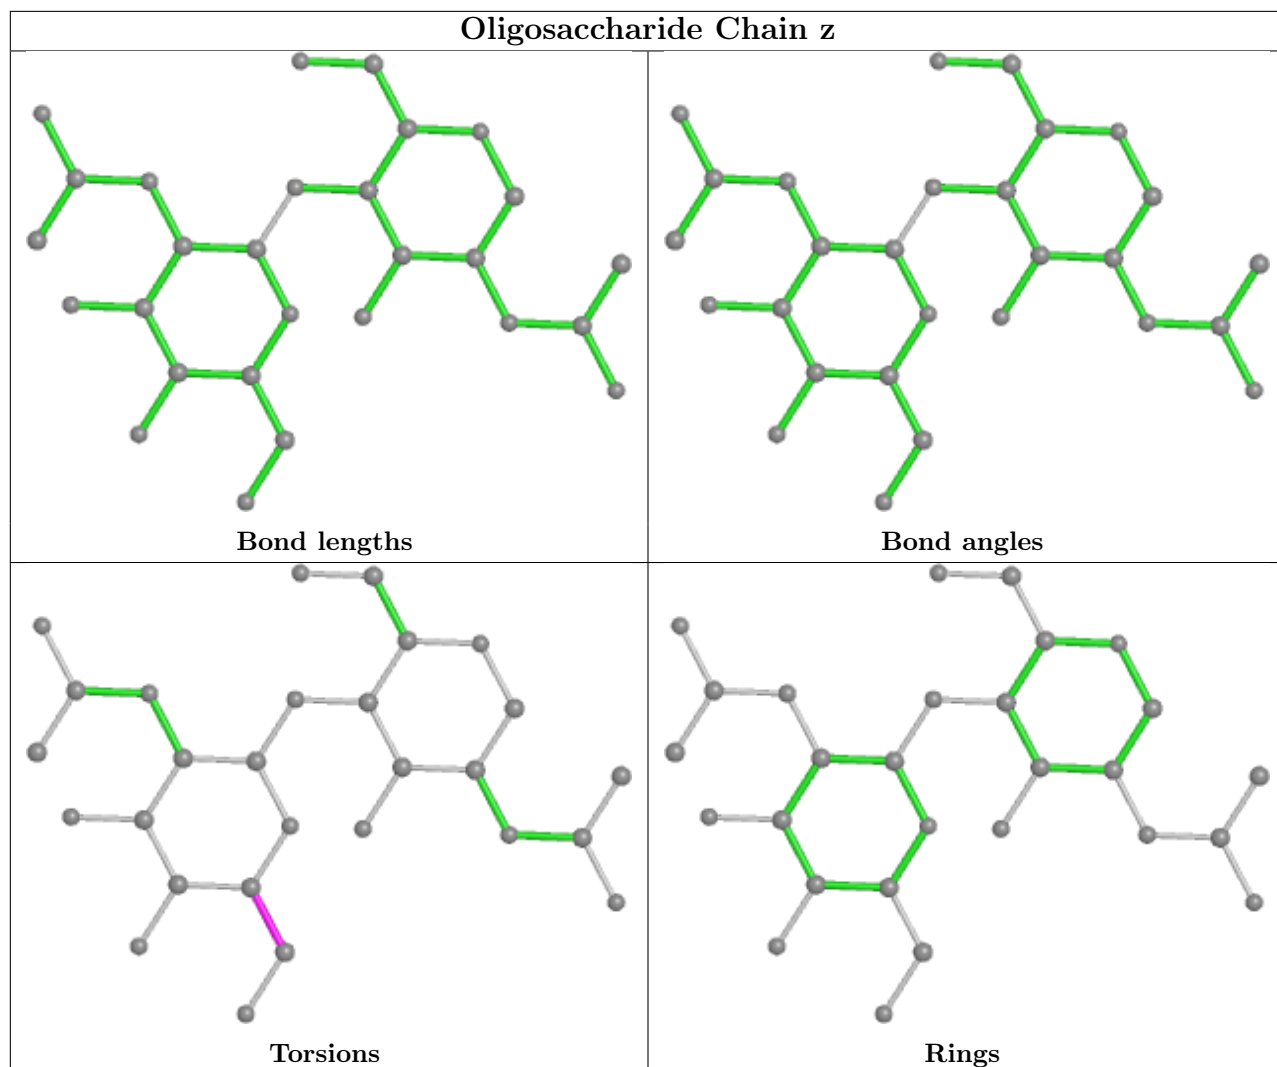 Oligosaccharide Chain z
Bond lengths
Bond angles
Torsions
Rings